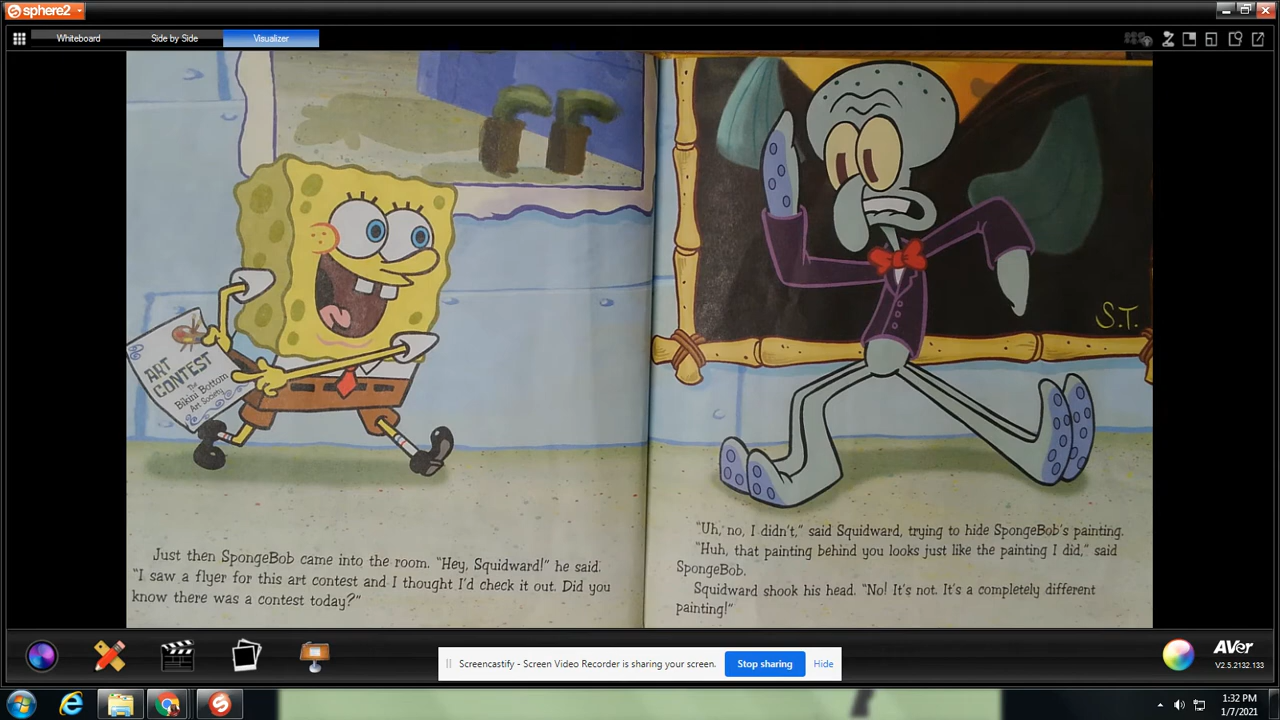 sphere2
Whiteboard
Side by Side
Visualizer
ART
CONTEST
The
Bikini Bottom
Art Society
S.T.
Just then SpongeBob came into the room. “Hey, Squidward!” he said.
“I saw a flyer for this art contest and I thought I’d check it out. Did you
know there was a contest today?”
“Uh, no, I didn’t,” said Squidward, trying to hide SpongeBob’s painting.
“Huh, that painting behind you looks just like the painting I did,” said
SpongeBob.
Squidward shook his head. “No! It’s not. It’s a completely different
painting!”
Screencastify - Screen Video Recorder is sharing your screen.
Stop sharing
Hide
AVer
V2.5.2132.133
1:32 PM
1/7/2021